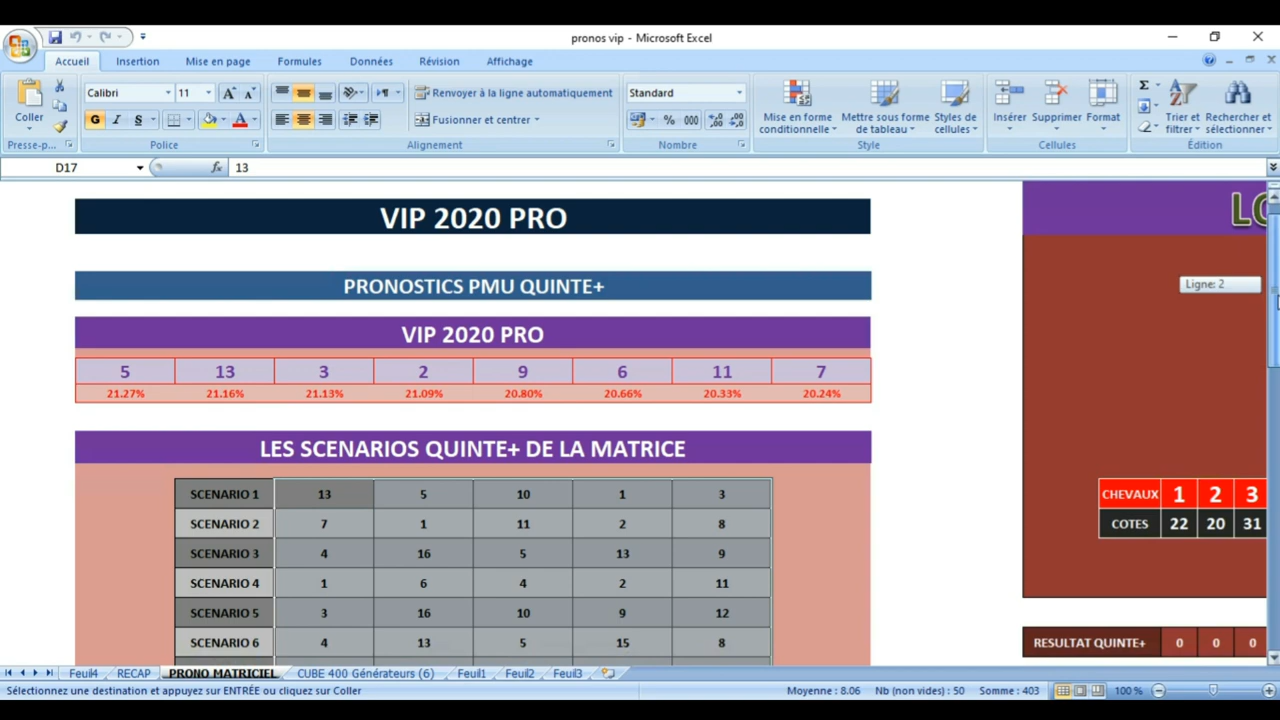 pronos vip - Microsoft Excel
Accueil Insertion Mise en page Formules Données Révision Affichage
Coller
Calibri 11
G I S
Renvoyer à la ligne automatiquement
Fusionner et centrer
Standard
% 000
Mise en forme conditionnelle
Mettre sous forme de tableau
Styles de cellules
Insérer Supprimer Format
Trier et filtrer
Rechercher et sélectionner
Presse-p... Police Alignement Nombre Style Cellules Édition
D17 fx 13
VIP 2020 PRO
PRONOSTICS PMU QUINTE+
VIP 2020 PRO
5 13 3 2 9 6 11 7
21.27% 21.16% 21.13% 21.09% 20.80% 20.66% 20.33% 20.24%
LES SCENARIOS QUINTE+ DE LA MATRICE
SCENARIO 1 13 5 10 1 3
SCENARIO 2 7 1 11 2 8
SCENARIO 3 4 16 5 13 9
SCENARIO 4 1 6 4 2 11
SCENARIO 5 3 16 10 9 12
SCENARIO 6 4 13 5 15 8
LO
Ligne: 2
CHEVAUX 1 2 3
COTES 22 20 31
RESULTAT QUINTE+ 0 0 0
Feuil4 RECAP PRONO MATRICIEL CUBE 400 Générateurs (6) Feuil1 Feuil2 Feuil3
Sélectionnez une destination et appuyez sur ENTRÉE ou cliquez sur Coller Moyenne : 8.06 Nb (non vides) : 50 Somme : 403 100 %